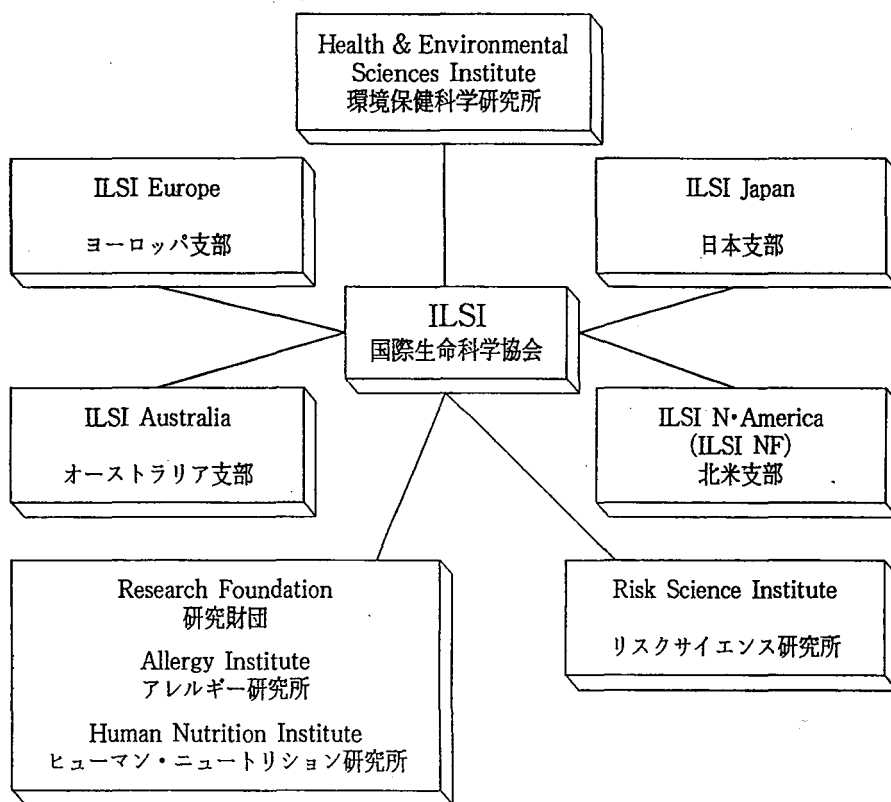 Health & Environmental
Sciences Institute
環境保健科学研究所
ILSI Europe
ヨーロッパ支部
ILSI Japan
日本支部
ILSI
国際生命科学協会
ILSI Australia
オーストラリア支部
ILSI N・America
(ILSI NF)
北米支部
Research Foundation
研究財団
Allergy Institute
アレルギー研究所
Human Nutrition Institute
ヒューマン・ニュートリション研究所
Risk Science Institute
リスクサイエンス研究所